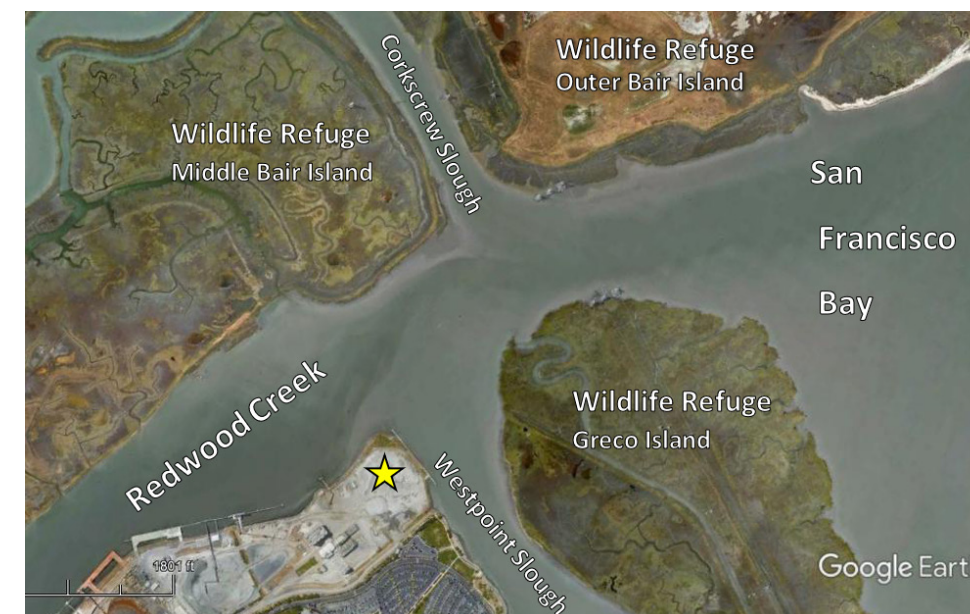 Corkscrew Slough
Wildlife Refuge
Outer Bair Island
Wildlife Refuge
Middle Bair Island
San
Francisco
Bay
Redwood Creek
Wildlife Refuge
Greco Island
Westpoint Slough
1801 ft
Google Eart